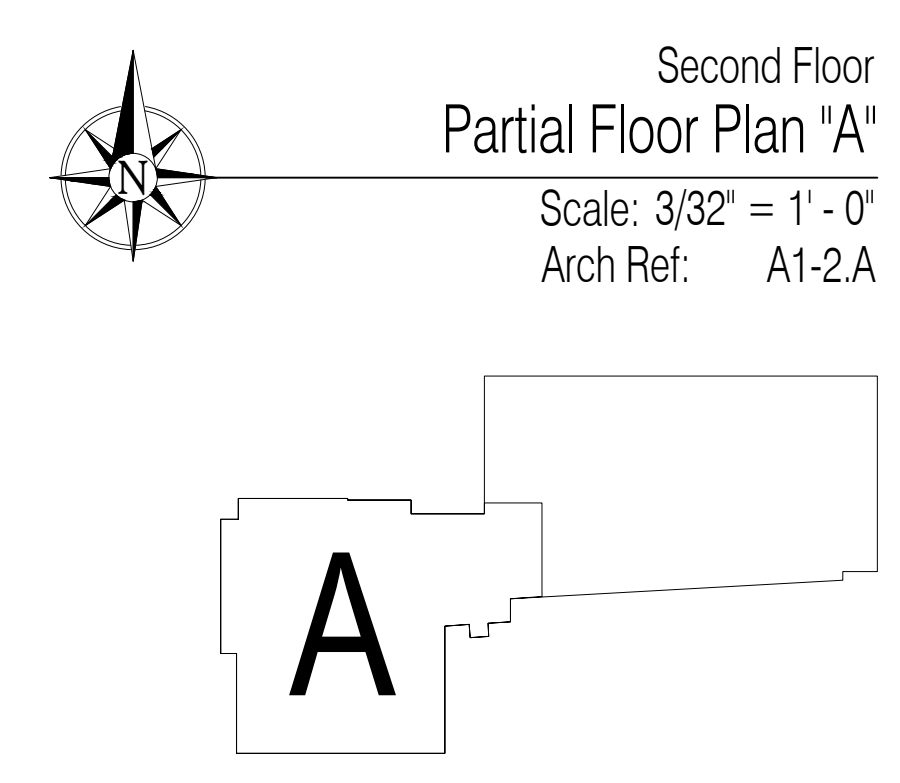 Second Floor
Partial Floor Plan "A"
N
Scale: 3/32" = 1' - 0"
Arch Ref: A1-2.A
A